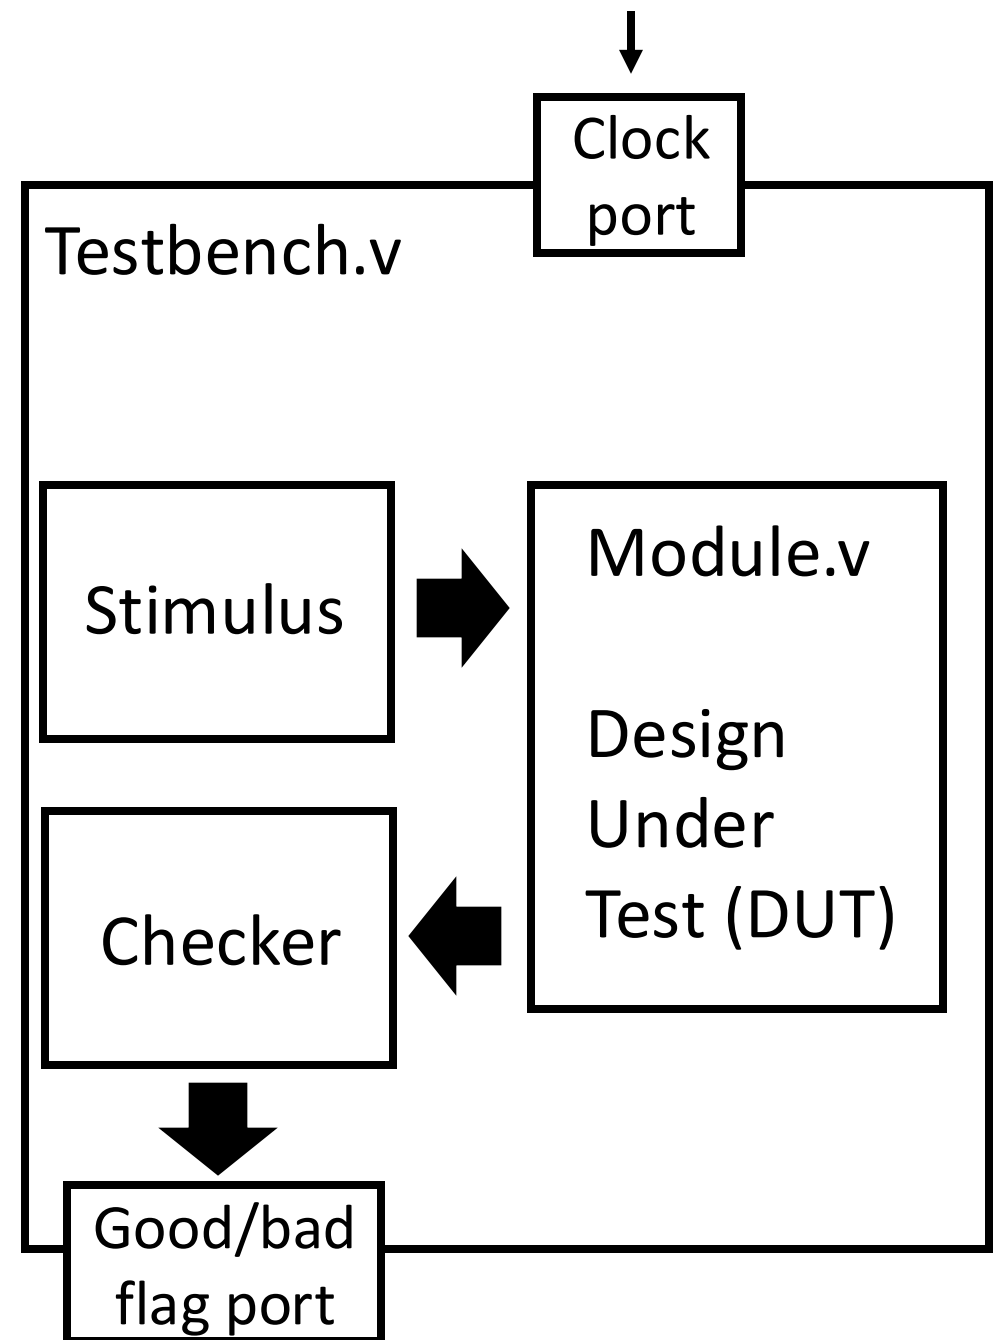 Clock
port
Testbench.v
Stimulus
Module.v
Design
Under
Test (DUT)
Checker
Good/bad
flag port